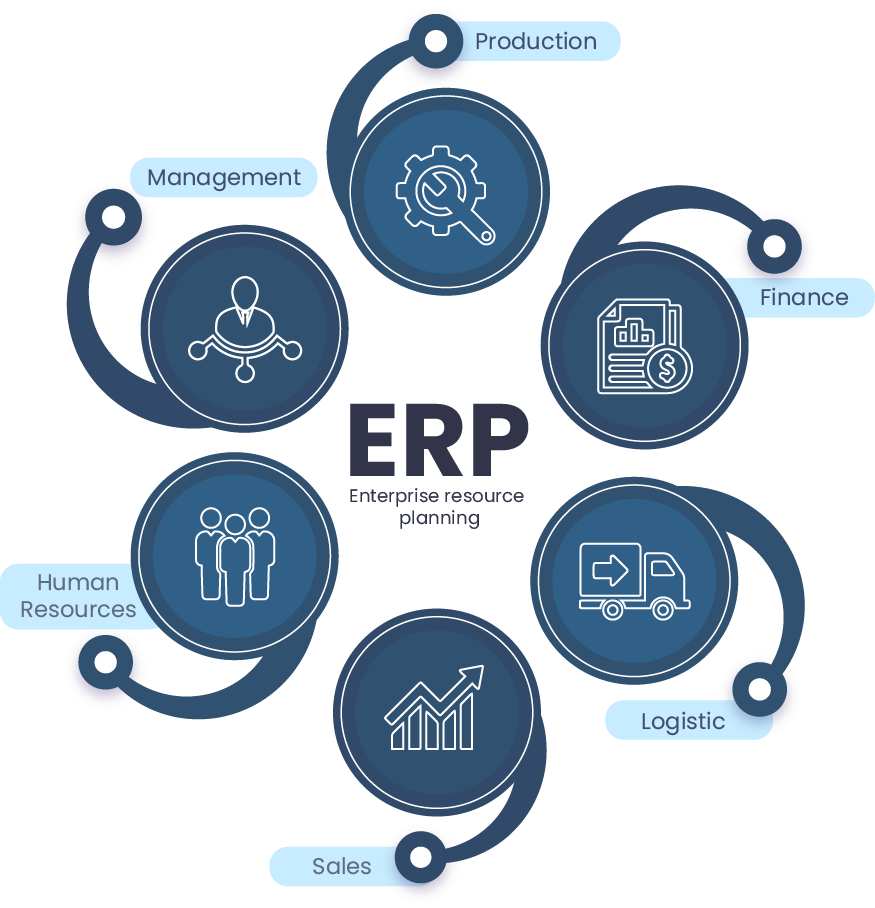 Production
Management
Finance
ERP
Enterprise resource
planning
Human
Resources
Logistic
Sales